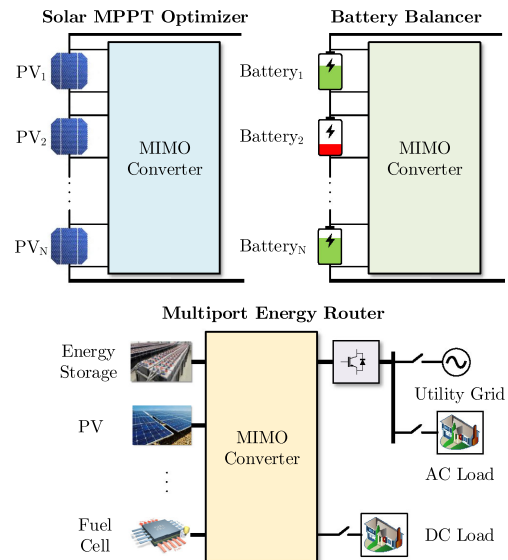 Solar MPPT Optimizer
PV1
PV2
PVN
MIMO
Converter
Battery Balancer
Battery1
Battery2
BatteryN
MIMO
Converter
Multiport Energy Router
Energy
Storage
PV
Fuel
Cell
MIMO
Converter
Utility Grid
AC Load
DC Load